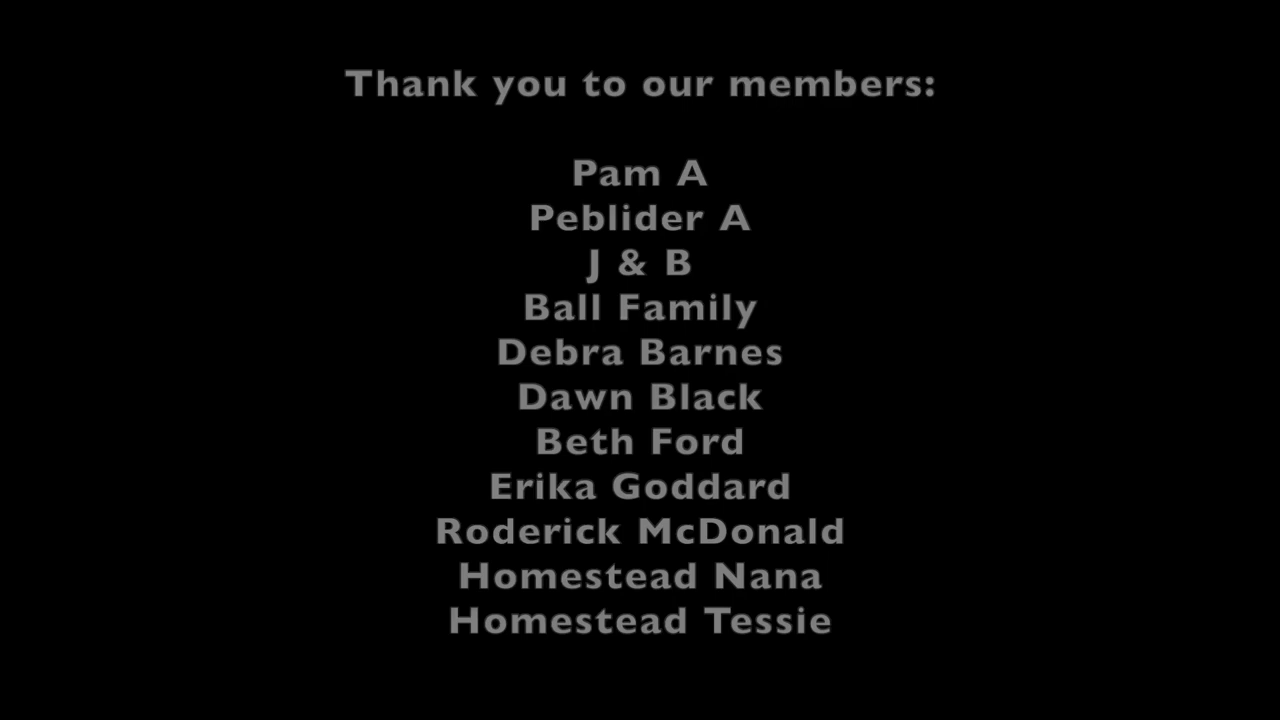 Thank you to our members:
Pam A
Peblider A
J & B
Ball Family
Debra Barnes
Dawn Black
Beth Ford
Erika Goddard
Roderick McDonald
Homestead Nana
Homestead Tessie